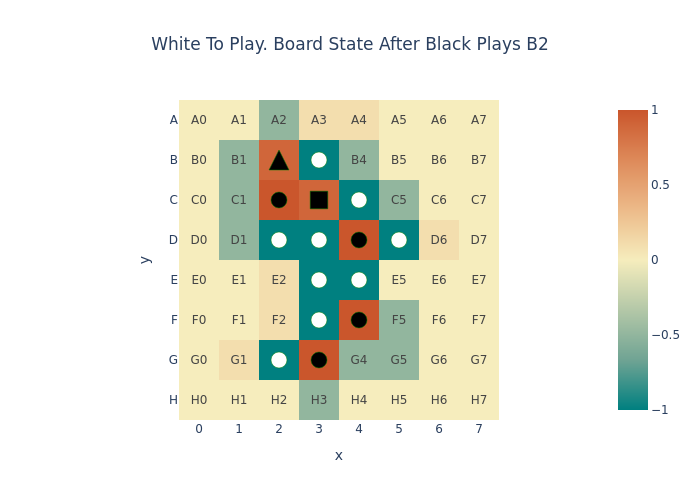 White To Play. Board State After Black Plays B2
A A0 A1 A2 A3 A4 A5 A6 A7
B B0 B1 B4 B5 B6 B7
C C0 C1 C5 C6 C7
D D0 D1 D6 D7
E E0 E1 E2 E5 E6 E7
F F0 F1 F2 F5 F6 F7
G G0 G1 G4 G5 G6 G7
H H0 H1 H2 H3 H4 H5 H6 H7
0 1 2 3 4 5 6 7
x
y
1
0.5
0
−0.5
−1